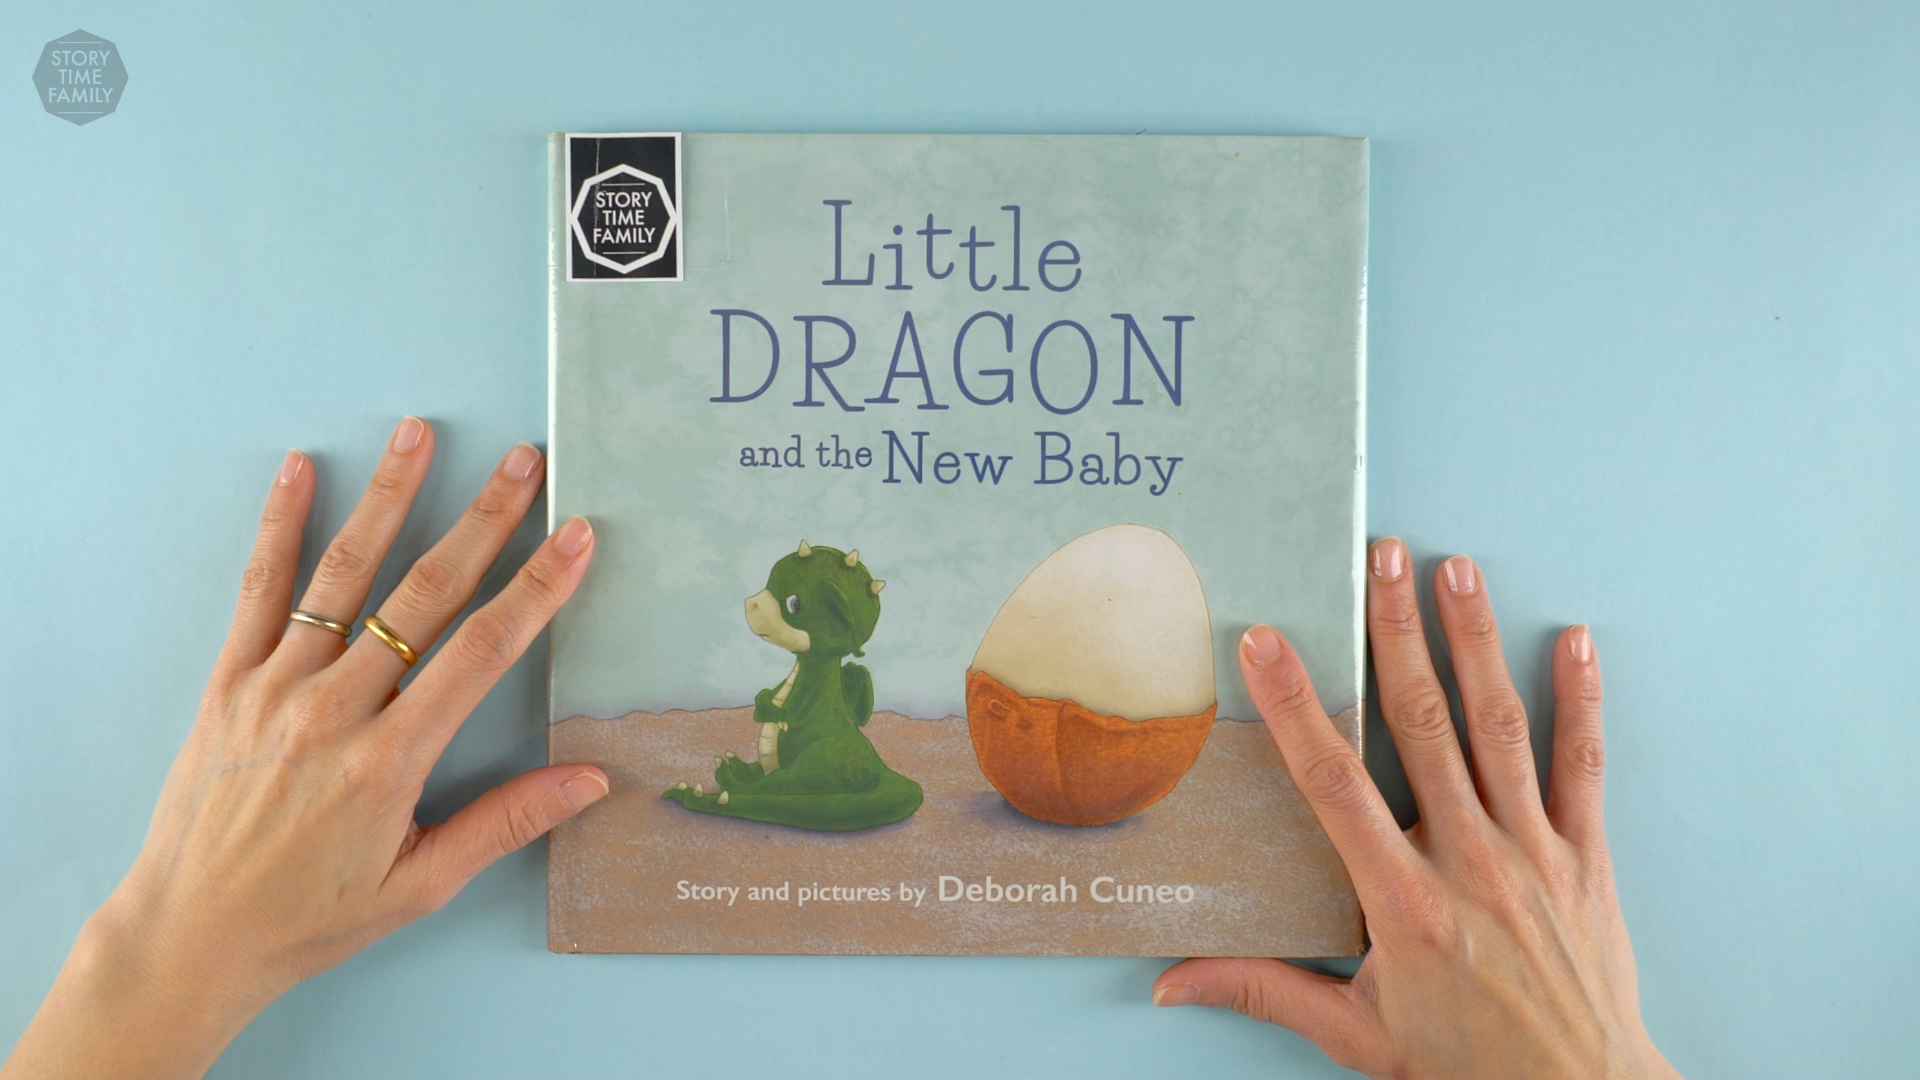 STORY
TIME
FAMILY
STORY
TIME
FAMILY
Little
DRAGON
and the New Baby
Story and pictures by Deborah Cuneo